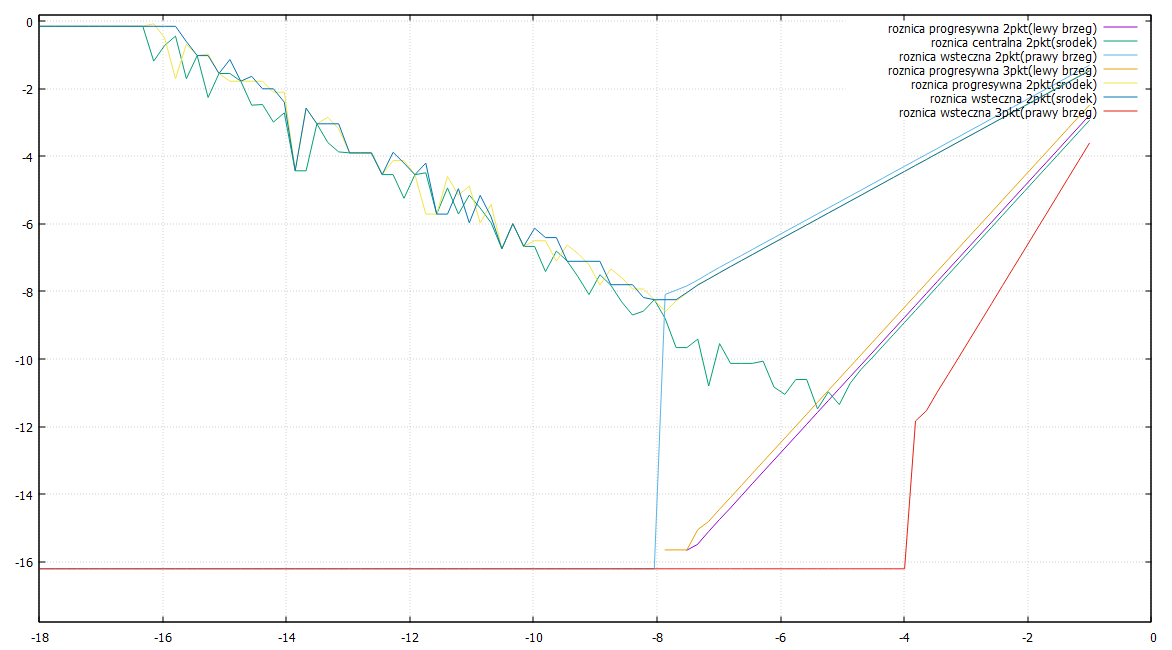 roznica progresywna 2pkt(lewy brzeg)
roznica centralna 2pkt(srodek)
roznica wsteczna 2pkt(prawy brzeg)
roznica progresywna 3pkt(lewy brzeg)
roznica progresywna 2pkt(srodek)
roznica wsteczna 2pkt(srodek)
roznica wsteczna 3pkt(prawy brzeg)
0
-2
-4
-6
-8
-10
-12
-14
-16
-18 -16 -14 -12 -10 -8 -6 -4 -2 0